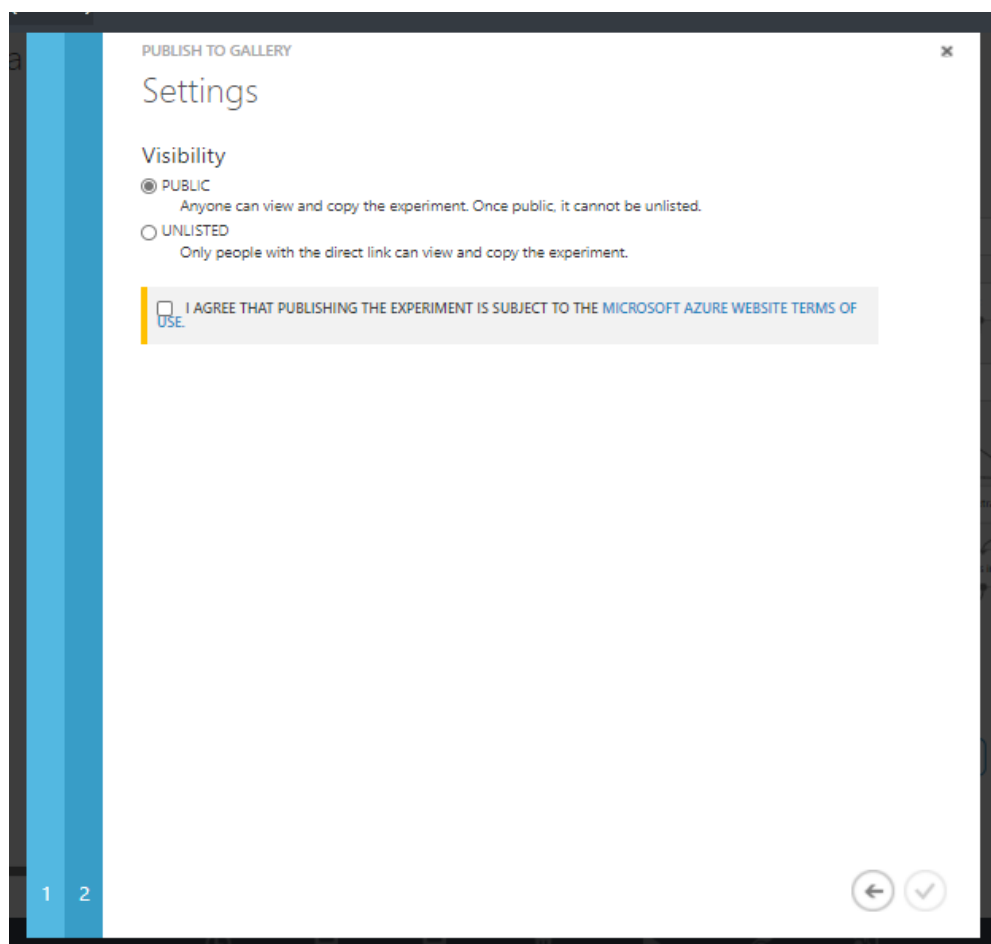 PUBLISH TO GALLERY
Settings
Visibility
PUBLIC
Anyone can view and copy the experiment. Once public, it cannot be unlisted.
UNLISTED
Only people with the direct link can view and copy the experiment.
I AGREE THAT PUBLISHING THE EXPERIMENT IS SUBJECT TO THE MICROSOFT AZURE WEBSITE TERMS OF
USE.
1 2